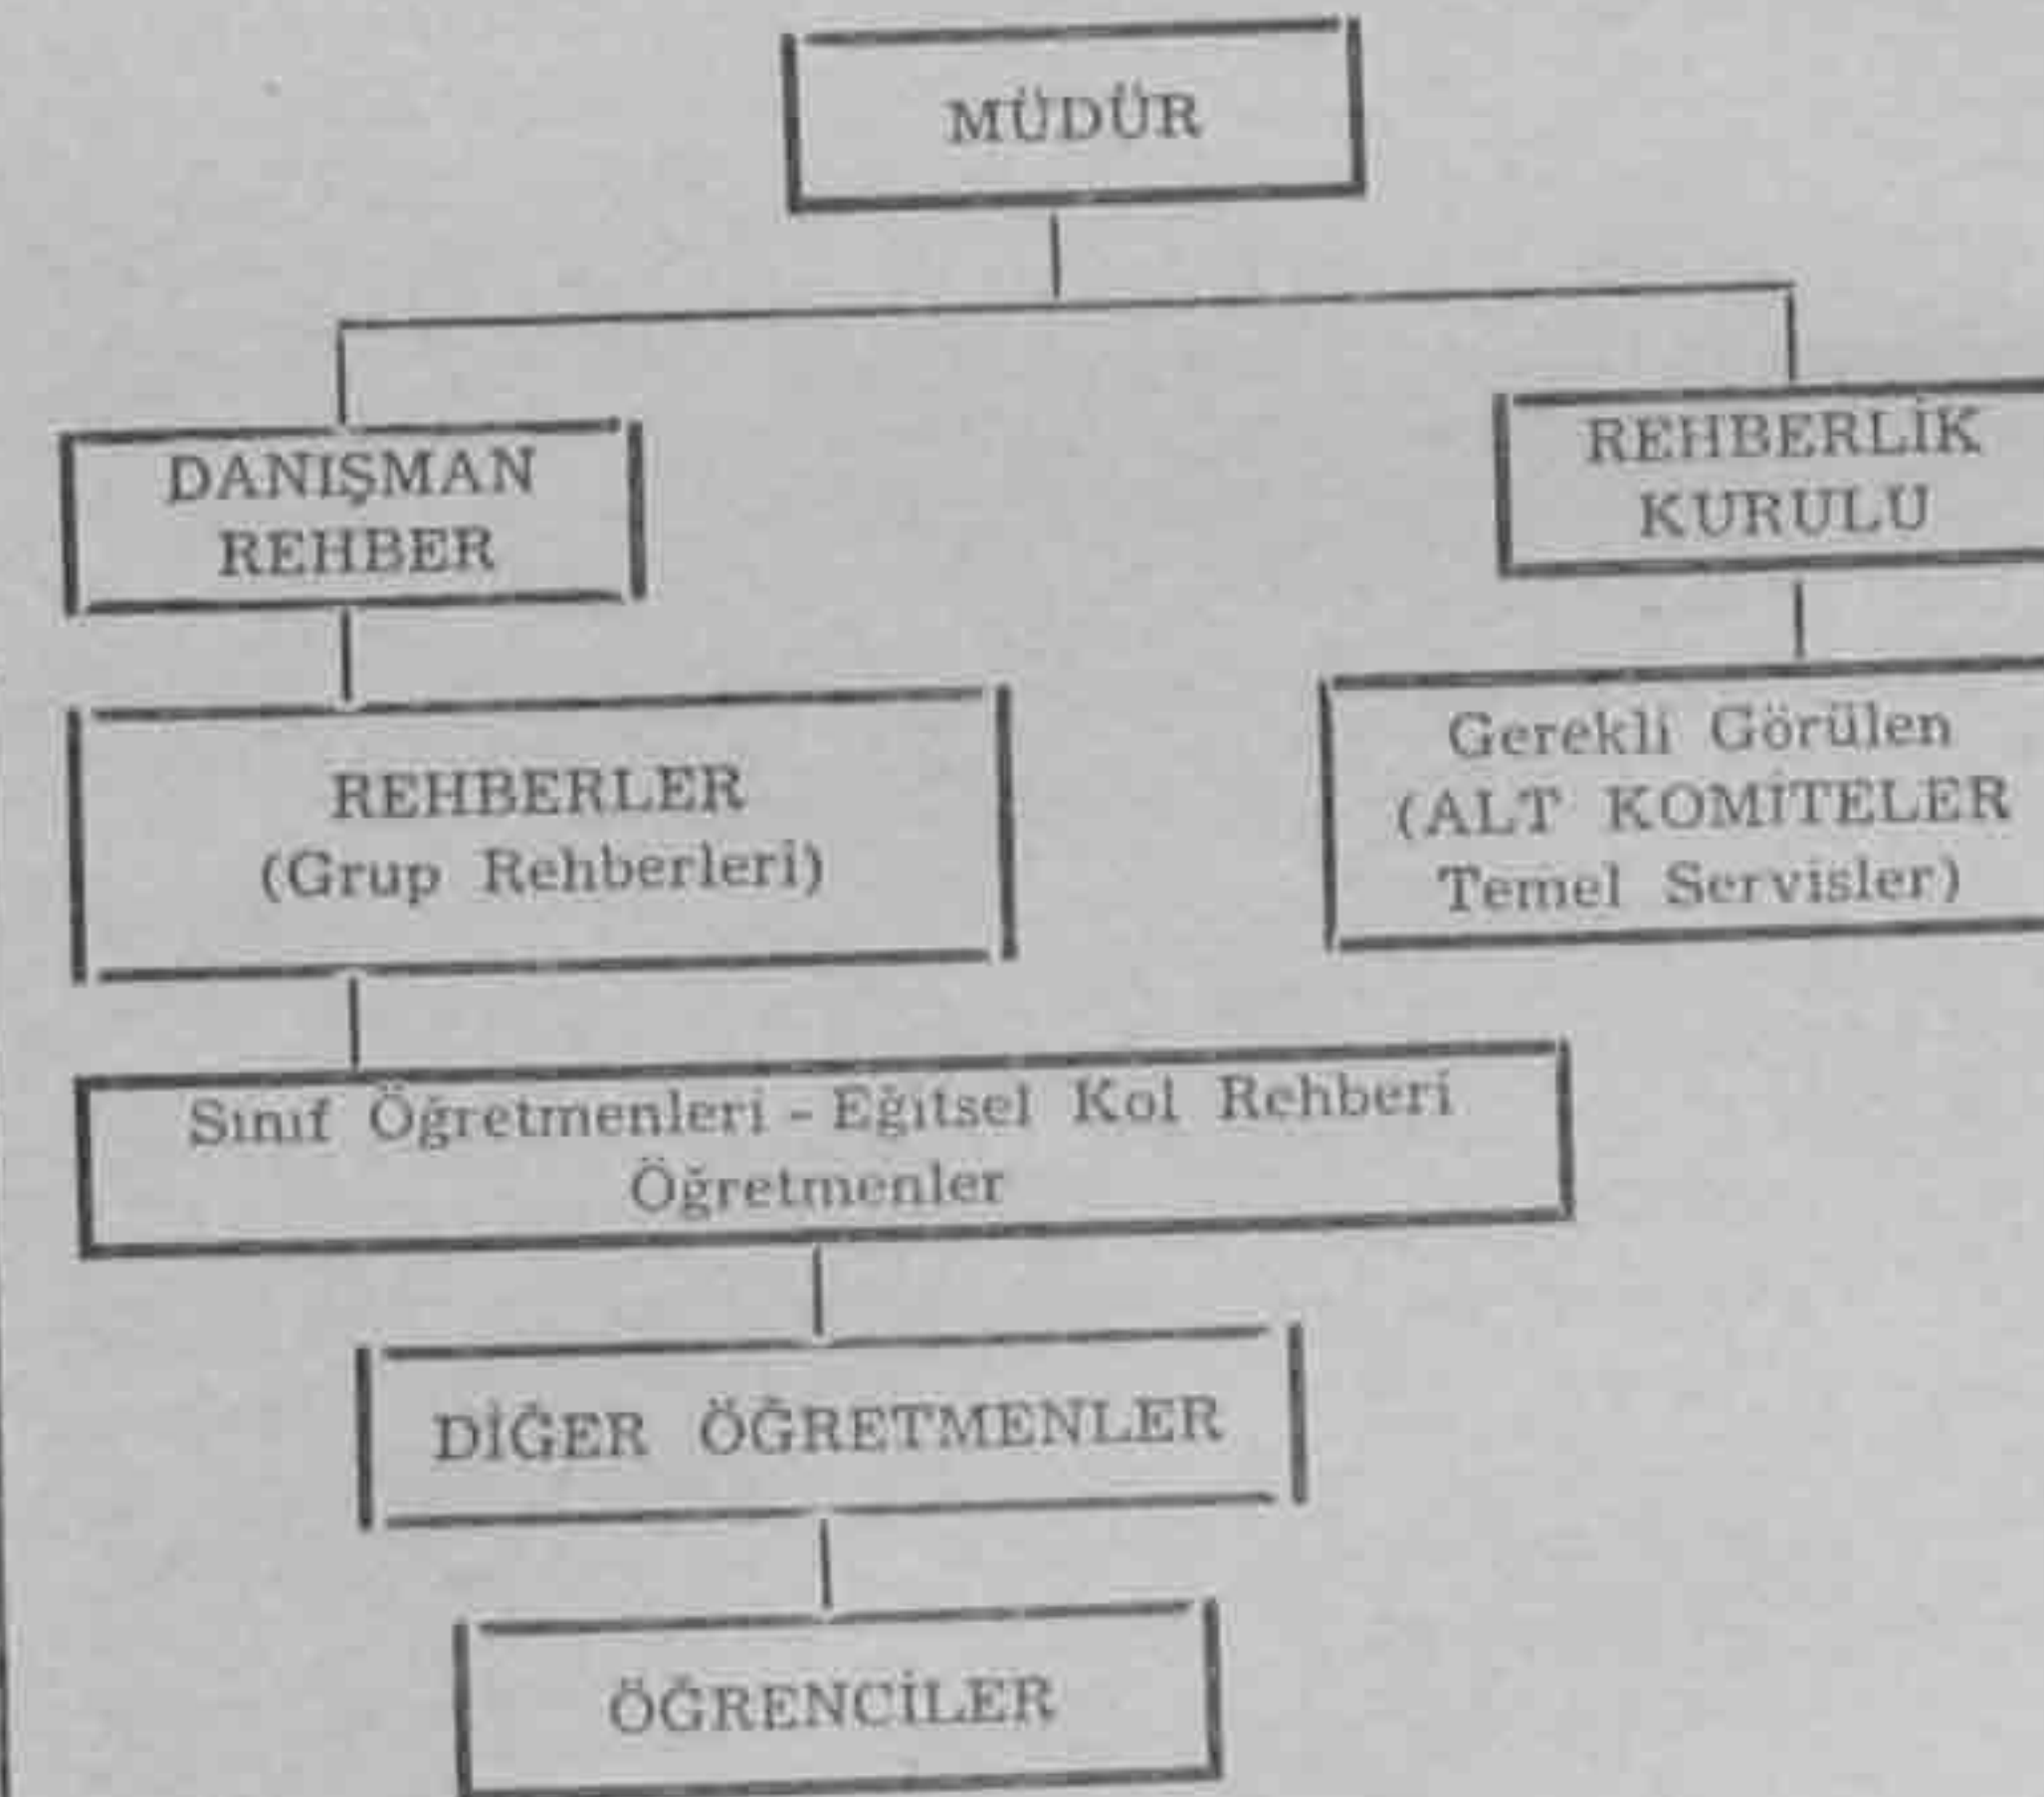 MÜDÜR
DANIŞMAN
REHBER
REHBERLİK
KURULU
REHBERLER
(Grup Rehberleri)
Gerekli Görülen
(ALT KOMİTELER
Temel Servisler)
Sınıf Öğretmenleri - Eğitsel Kol Rehberi
Öğretmenler
DİĞER ÖĞRETMENLER
ÖĞRENCİLER